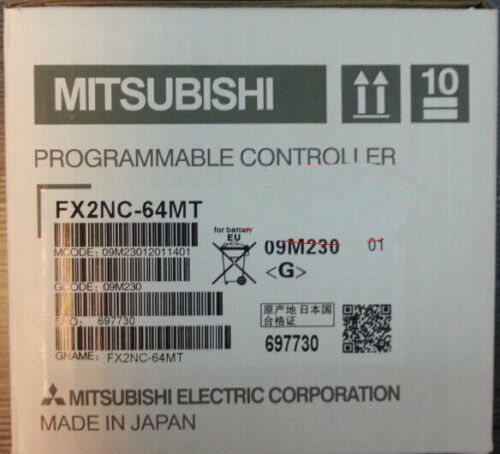 MITSUBISHI
10
PROGRAMMABLE CONTROLLER
FX2NC-64MT
for battery
EU
09M230 01
<G>
MCODE: 09M23012011401
GCODE: 09M230
SNO: 697730
GNAME: FX2NC-64MT
原产地 日本国
合格证
697730
MITSUBISHI ELECTRIC CORPORATION
MADE IN JAPAN